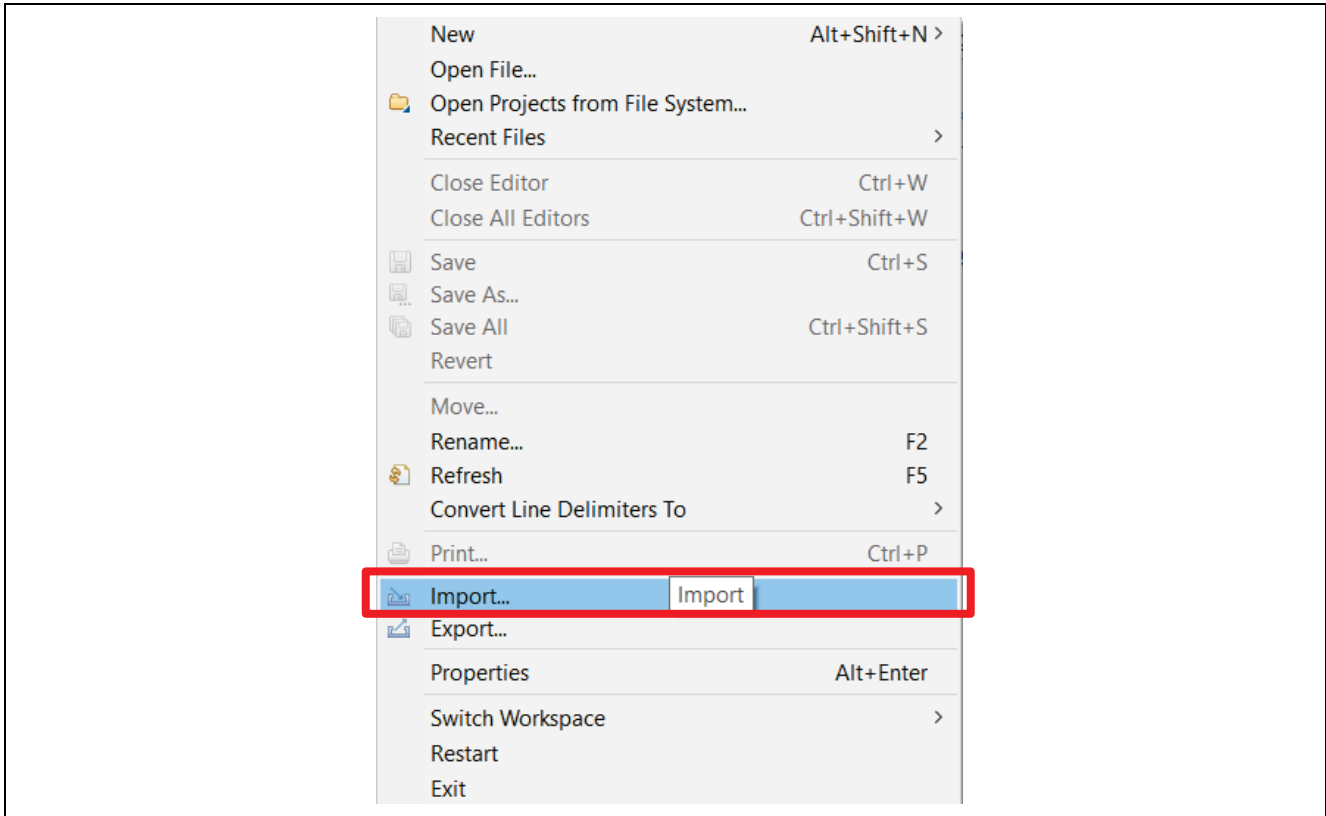 New Alt+Shift+N >
Open File...
Open Projects from File System...
Recent Files >
Close Editor Ctrl+W
Close All Editors Ctrl+Shift+W
Save Ctrl+S
Save As...
Save All Ctrl+Shift+S
Revert
Move...
Rename... F2
Refresh F5
Convert Line Delimiters To >
Print... Ctrl+P
Import... Import
Export...
Properties Alt+Enter
Switch Workspace >
Restart
Exit